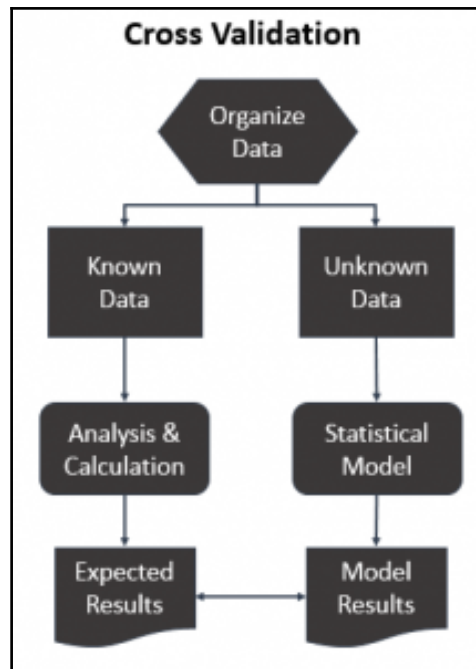 Cross Validation
Organize
Data
Known
Data
Unknown
Data
Analysis &
Calculation
Statistical
Model
Expected
Results
Model
Results